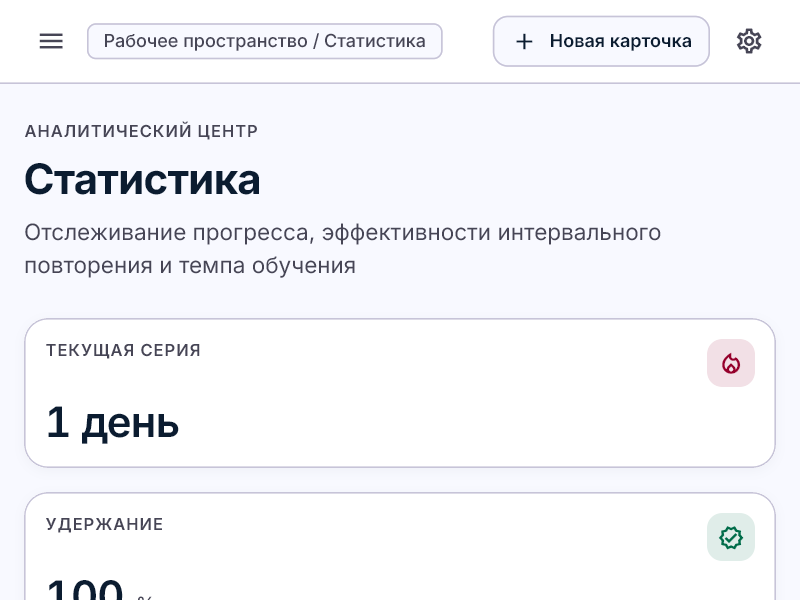 Рабочее пространство / Статистика
+ Новая карточка
АНАЛИТИЧЕСКИЙ ЦЕНТР
Статистика
Отслеживание прогресса, эффективности интервального
повторения и темпа обучения
ТЕКУЩАЯ СЕРИЯ
1 день
УДЕРЖАНИЕ
100 %